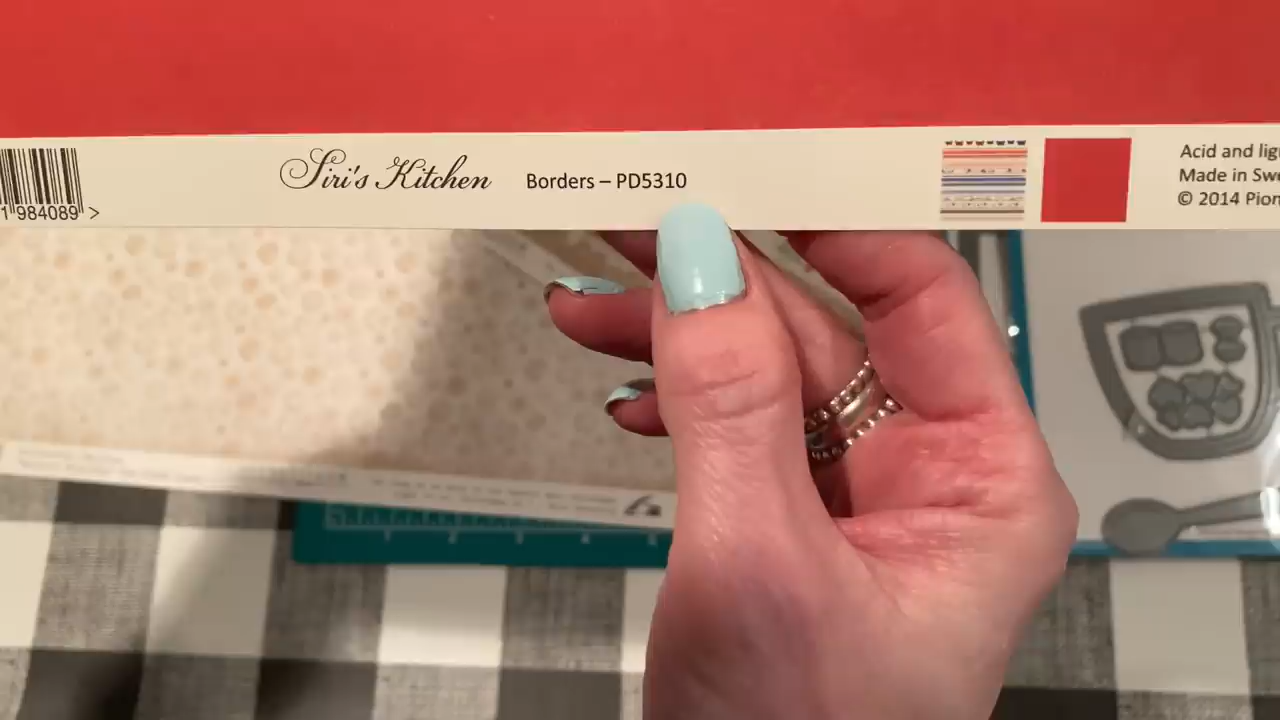 1 984089 >
Siri's Kitchen Borders – PD5310
Acid and lig
Made in Swe
© 2014 Pion